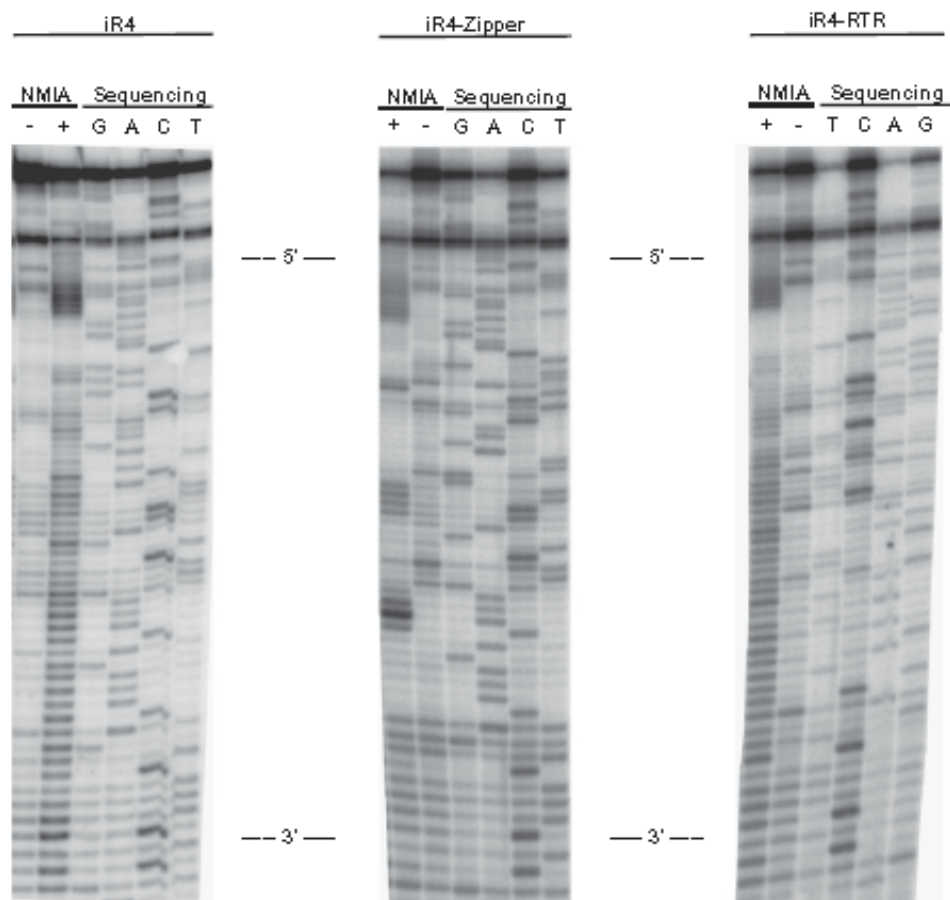 iR4 iR4-Zipper iR4-RTR
NMIA Sequencing NMIA Sequencing NMIA Sequencing
- + G A C T + - G A C T + - T C A G
5' 5'
3' 3'